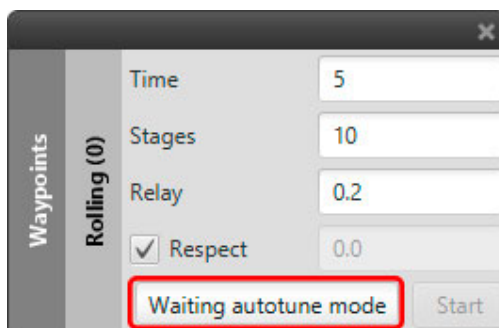 Waypoints
Rolling (0)
Time 5
Stages 10
Relay 0.2
Respect 0.0
Waiting autotune mode Start